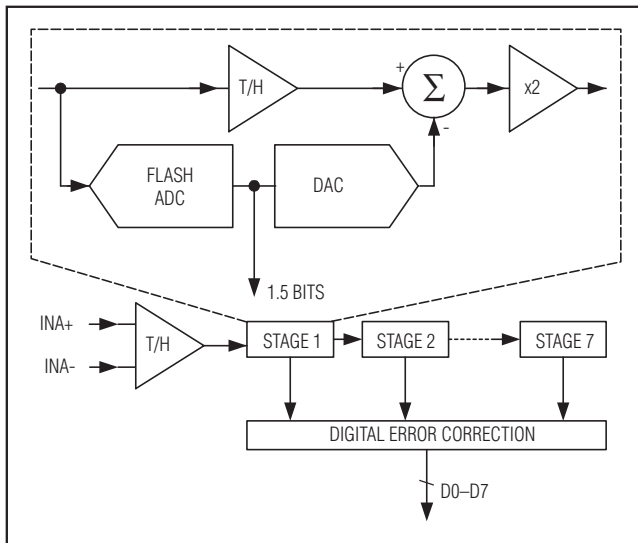 T/H
+
Σ
-
x2
FLASH
ADC
DAC
1.5 BITS
INA+
INA-
T/H
STAGE 1
STAGE 2
STAGE 7
DIGITAL ERROR CORRECTION
D0–D7